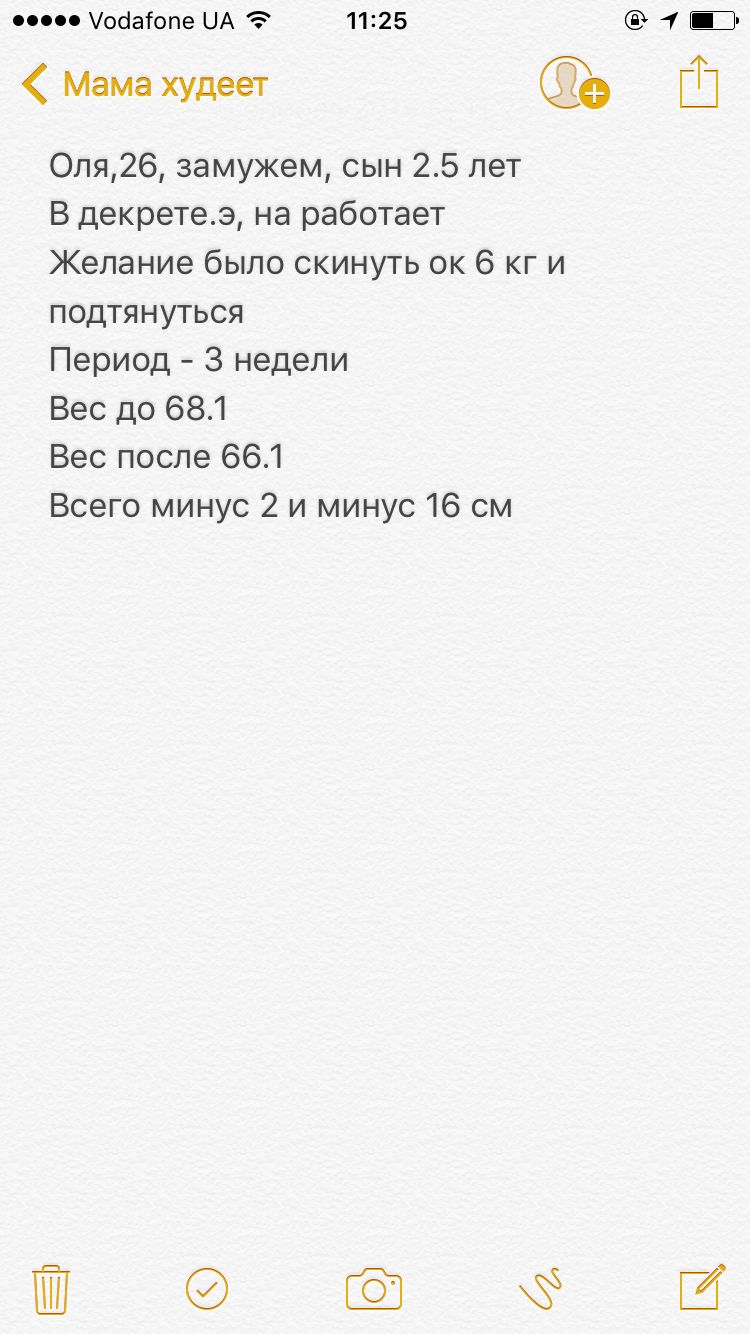 Vodafone UA 11:25
Мама худеет
Оля,26, замужем, сын 2.5 лет
В декрете.э, на работает
Желание было скинуть ок 6 кг и
подтянуться
Период - 3 недели
Вес до 68.1
Вес после 66.1
Всего минус 2 и минус 16 см